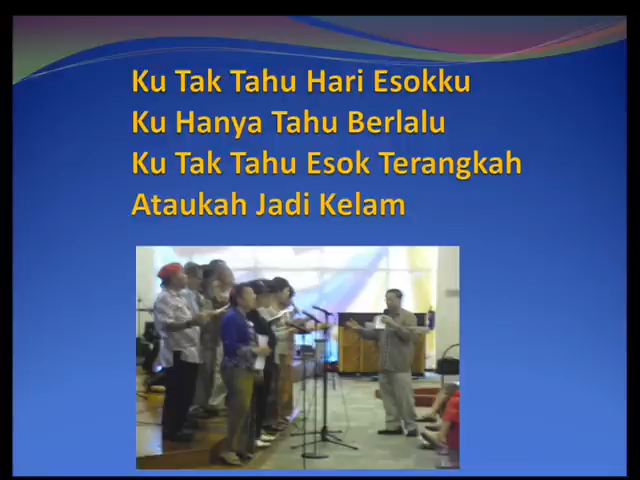 Ku Tak Tahu Hari Esokku
Ku Hanya Tahu Berlalu
Ku Tak Tahu Esok Terangkah
Ataukah Jadi Kelam